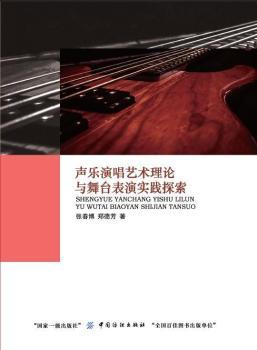 声乐演唱艺术理论
与舞台表演实践探索
SHENGYUE YANCHANG YISHU LILUN
YU WUTAI BIAOYAN SHIJIAN TANSUO
张春博 郑德芳 著
“国家一级出版社” 中国纺织出版社 “全国百佳图书出版单位”